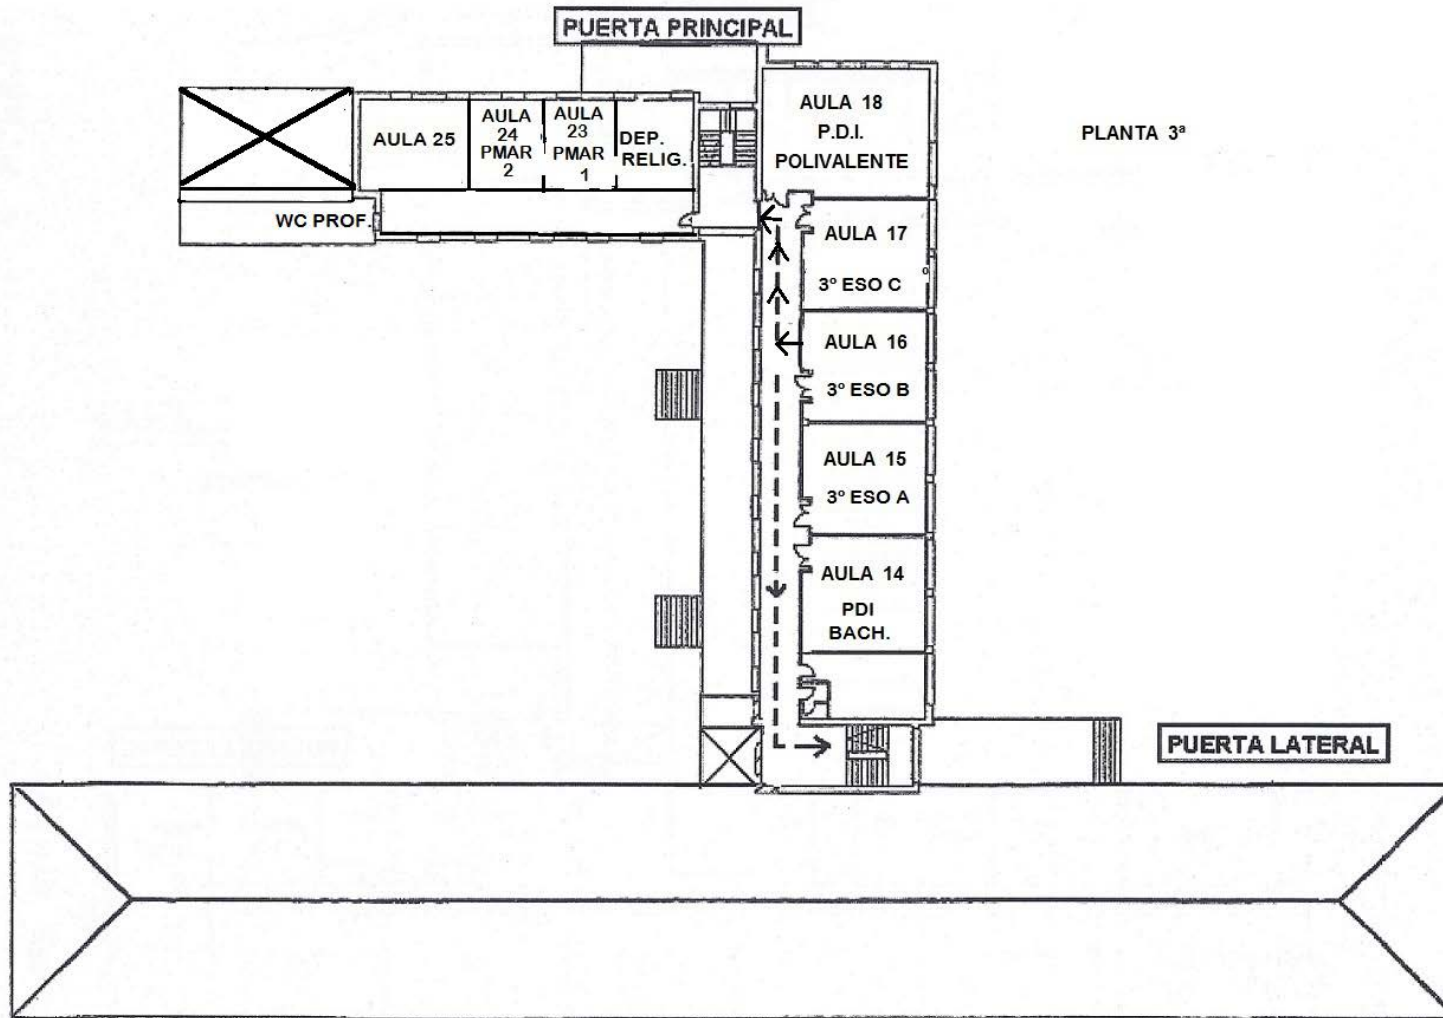 PUERTA PRINCIPAL
AULA 18
P.D.I.
POLIVALENTE
PLANTA 3ª
AULA 25
AULA
24
PMAR
2
AULA
23
PMAR
1
DEP.
RELIG.
WC PROF.
AULA 17
3º ESO C
AULA 16
3º ESO B
AULA 15
3º ESO A
AULA 14
PDI
BACH.
PUERTA LATERAL